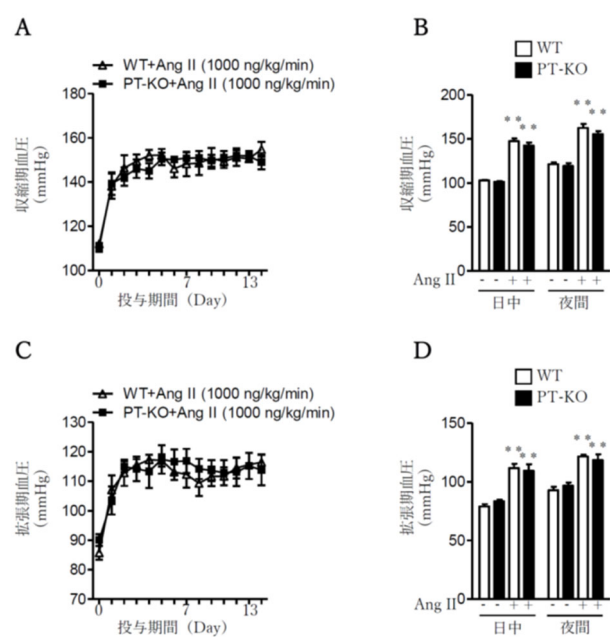 A
WT+Ang II (1000 ng/kg/min)
PT-KO+Ang II (1000 ng/kg/min)
180
160
140
120
100
収縮期血圧
(mmHg)
0 7 13
投与期間 (Day)
B
WT
PT-KO
200
150
100
50
0
収縮期血圧
(mmHg)
** ** ** **
Ang II - - + + - - + +
日中 夜間
C
WT+Ang II (1000 ng/kg/min)
PT-KO+Ang II (1000 ng/kg/min)
130
120
110
100
90
80
70
拡張期血圧
(mmHg)
0 7 13
投与期間 (Day)
D
WT
PT-KO
150
100
50
0
拡張期血圧
(mmHg)
** ** ** **
Ang II - - + + - - + +
日中 夜間